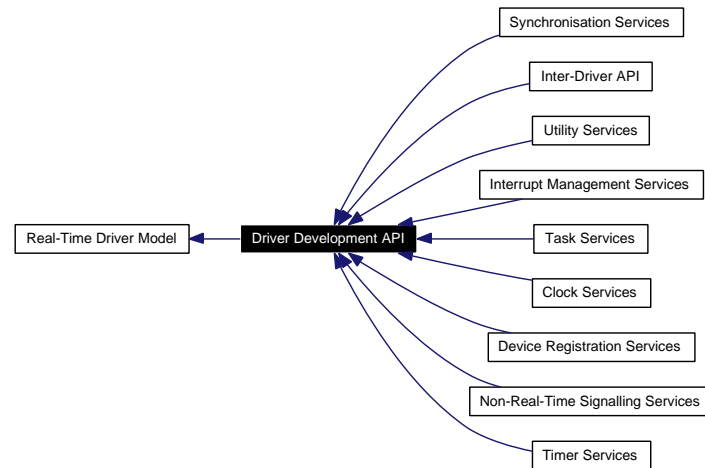 Synchronisation Services
Inter-Driver API
Utility Services
Interrupt Management Services
Real-Time Driver Model
Driver Development API
Task Services
Clock Services
Device Registration Services
Non-Real-Time Signalling Services
Timer Services